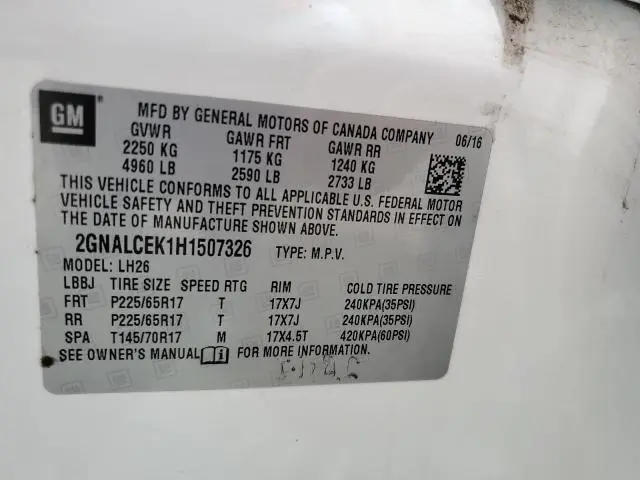 GM
MFD BY GENERAL MOTORS OF CANADA COMPANY 06/16
GVWR GAWR FRT GAWR RR
2250 KG 1175 KG 1240 KG
4960 LB 2590 LB 2733 LB
THIS VEHICLE CONFORMS TO ALL APPLICABLE U.S. FEDERAL MOTOR
VEHICLE SAFETY AND THEFT PREVENTION STANDARDS IN EFFECT ON
THE DATE OF MANUFACTURE SHOWN ABOVE.
2GNALCEK1H1507326 TYPE: M.P.V.
MODEL: LH26
LBBJ TIRE SIZE SPEED RTG RIM COLD TIRE PRESSURE
FRT P225/65R17 T 17X7J 240KPA(35PSI)
RR P225/65R17 T 17X7J 240KPA(35PSI)
SPA T145/70R17 M 17X4.5T 420KPA(60PSI)
SEE OWNER'S MANUAL FOR MORE INFORMATION.